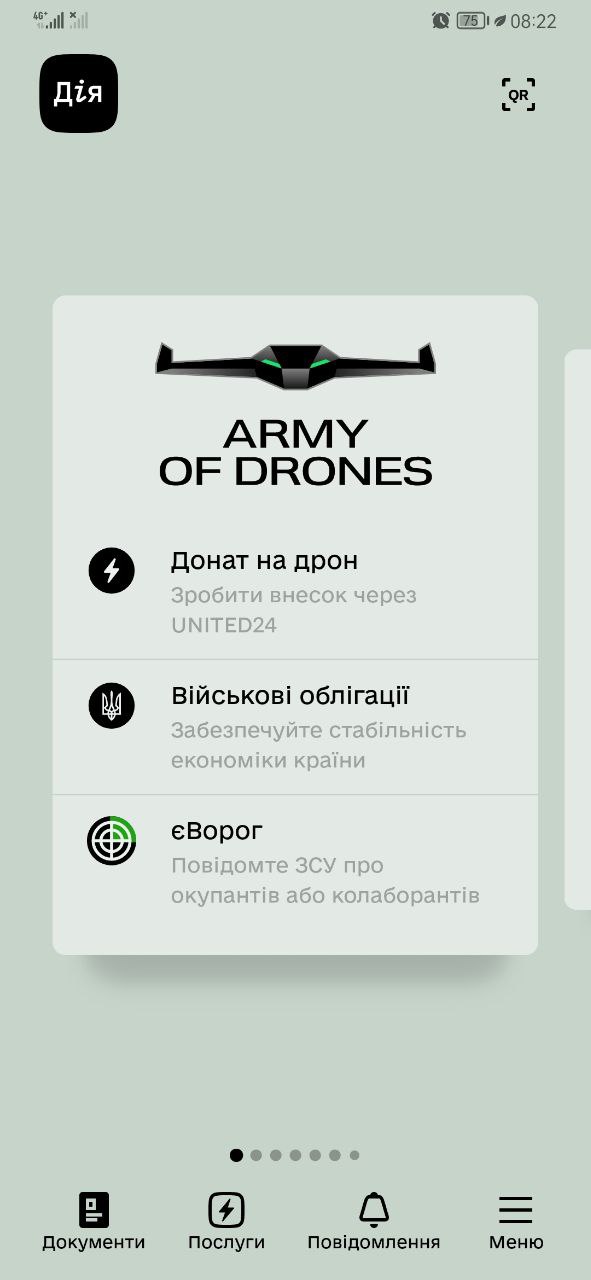 4G+ 75 08:22
Дія
QR
ARMY
OF DRONES
Донат на дрон
Зробити внесок через
UNITED24
Військові облігації
Забезпечуйте стабільність
економіки країни
єВорог
Повідомте ЗСУ про
окупантів або колаборантів
Документи Послуги Повідомлення Меню